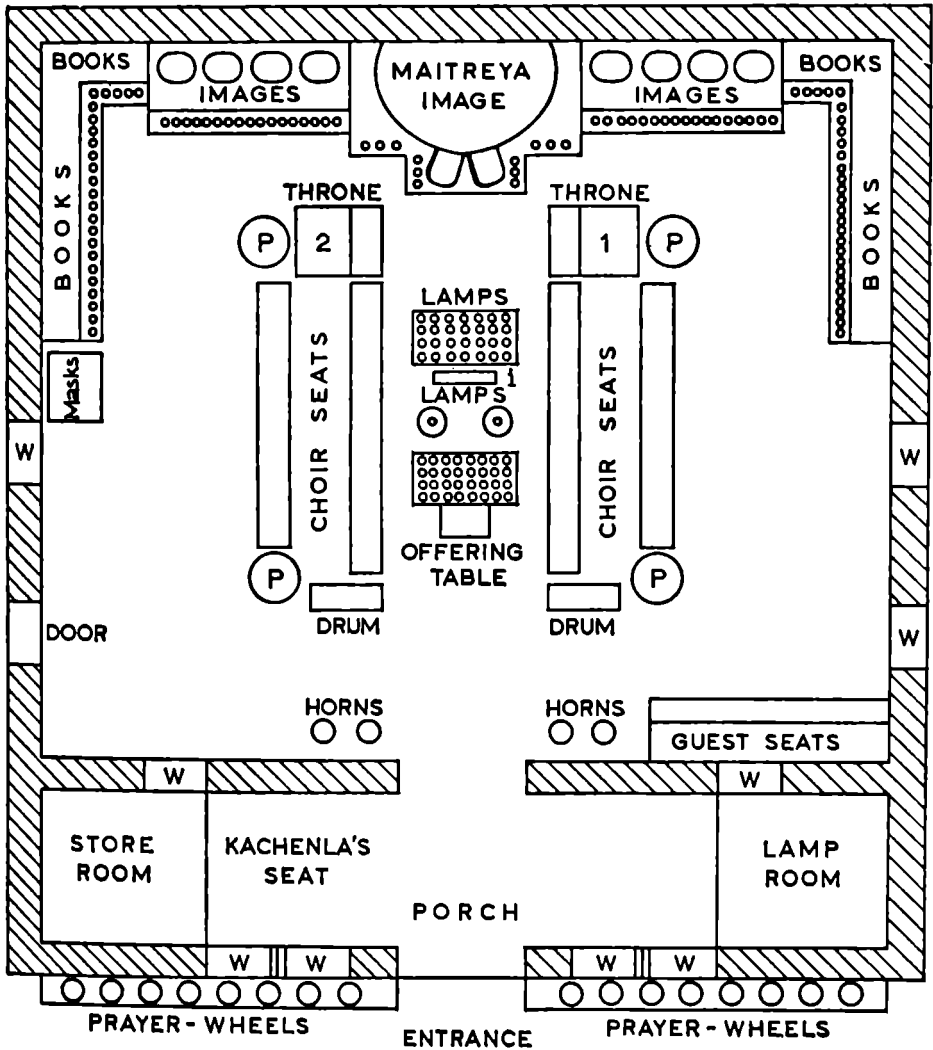 BOOKS
MAITREYA
IMAGE
BOOKS
IMAGES
IMAGES
BOOKS
BOOKS
THRONE
THRONE
P
2
1
P
LAMPS
CHOIR SEATS
CHOIR SEATS
Masks
i
LAMPS
W
W
OFFERING
TABLE
P
P
DOOR
DRUM
DRUM
W
HORNS
HORNS
GUEST SEATS
W
W
STORE
ROOM
KACHENLA'S
SEAT
LAMP
ROOM
PORCH
W
W
W
W
PRAYER-WHEELS
ENTRANCE
PRAYER-WHEELS